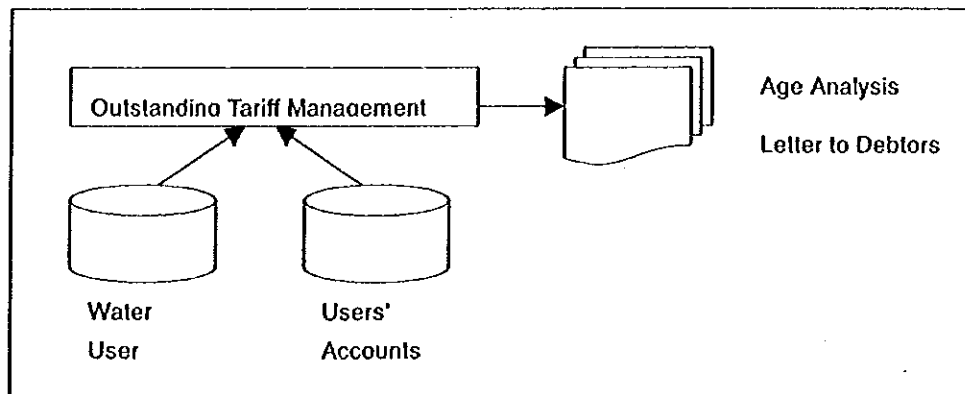 Outstanding Tariff Management
Age Analysis
Letter to Debtors
Water
User
Users'
Accounts